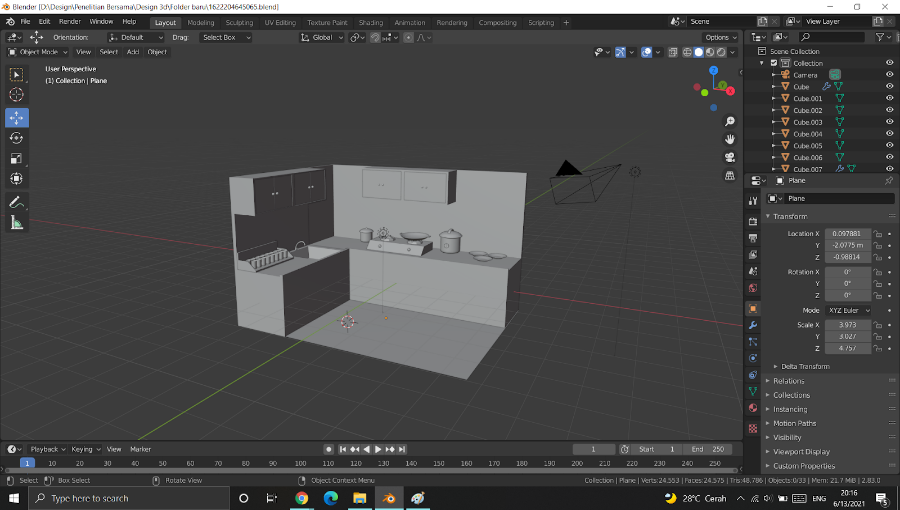 Blender [D:\Design\Penelitian Bersama\Design 3d\Folder baru\1622204645065.blend]
File Edit Render Window Help Layout Modeling Sculpting UV Editing Texture Paint Shading Animation Rendering Compositing Scripting + Scene View Layer
Orientation: Default Drag: Select Box Global Options
Object Mode View Select Add Object
User Perspective
(1) Collection | Plane
Z
Y
X
Scene Collection
Collection
Camera
Cube
Cube.001
Cube.002
Cube.003
Cube.004
Cube.005
Cube.006
Cube.007
Plane
Plane
Transform
Location X 0.097881
Y -2.0775 m
Z -0.98814
Rotation X 0°
Y 0°
Z 0°
Mode XYZ Euler
Scale X 3.973
Y 3.027
Z 4.757
Delta Transform
Relations
Collections
Instancing
Motion Paths
Visibility
Viewport Display
Custom Properties
Playback Keying View Marker 1 Start 1 End 250
1 10 20 30 40 50 60 70 80 90 100 110 120 130 140 150 160 170 180 190 200 210 220 230 240 250
Select Box Select Rotate View Object Context Menu Collection | Plane | Verts:24.553 | Faces:24.575 | Tris:48.786 | Objects:0/33 | Mem: 21.7 MiB | 2.83.0
Type here to search
28°C Cerah ENG 20:16
6/13/2021
5